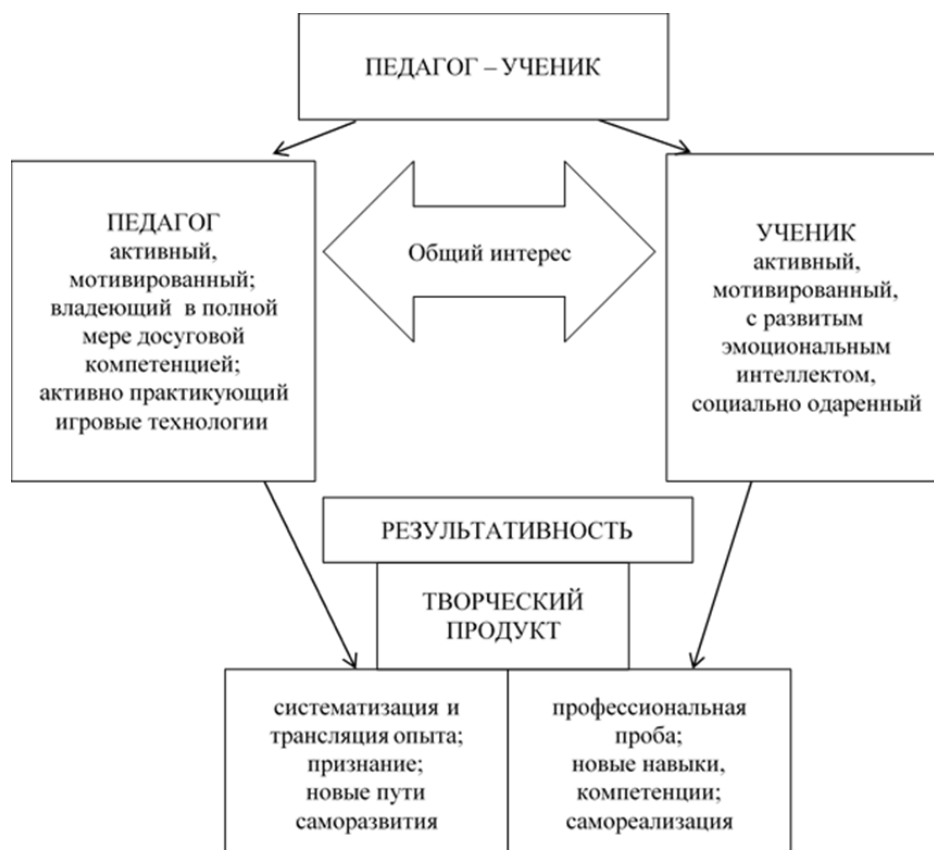 ПЕДАГОГ – УЧЕНИК
ПЕДАГОГ
активный,
мотивированный;
владеющий в полной
мере досуговой
компетенцией;
активно практикующий
игровые технологии
Общий интерес
УЧЕНИК
активный,
мотивированный,
с развитым
эмоциональным
интеллектом,
социально одаренный
РЕЗУЛЬТАТИВНОСТЬ
ТВОРЧЕСКИЙ
ПРОДУКТ
систематизация и
трансляция опыта;
признание;
новые пути
саморазвития
профессиональная
проба;
новые навыки,
компетенции;
самореализация